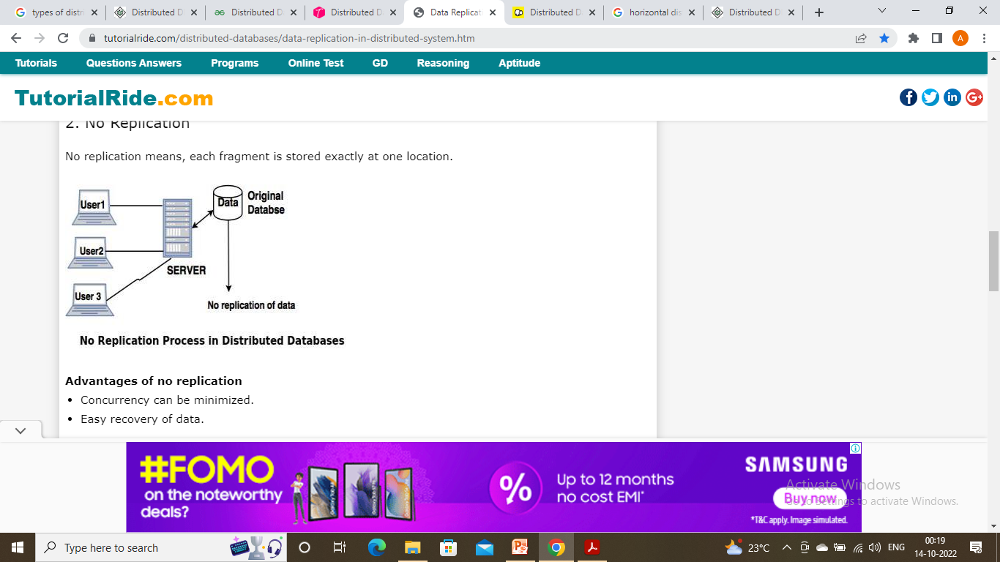 types of distr
Distributed D
Distributed D
Distributed D
Data Replicat
Distributed D
horizontal dis
Distributed D
tutorialride.com/distributed-databases/data-replication-in-distributed-system.htm
A
Tutorials Questions Answers Programs Online Test GD Reasoning Aptitude
TutorialRide.com
2. No Replication
No replication means, each fragment is stored exactly at one location.
User1
Data
Original
Databse
User2
SERVER
User 3
No replication of data
No Replication Process in Distributed Databases
Advantages of no replication
• Concurrency can be minimized.
• Easy recovery of data.
#FOMO
on the noteworthy
deals?
%
Up to 12 months
no cost EMI*
SAMSUNG
Buy now
*T&C apply. Image simulated.
Activate Windows
Go to Settings to activate Windows.
Type here to search
23°C
ENG
00:19
14-10-2022